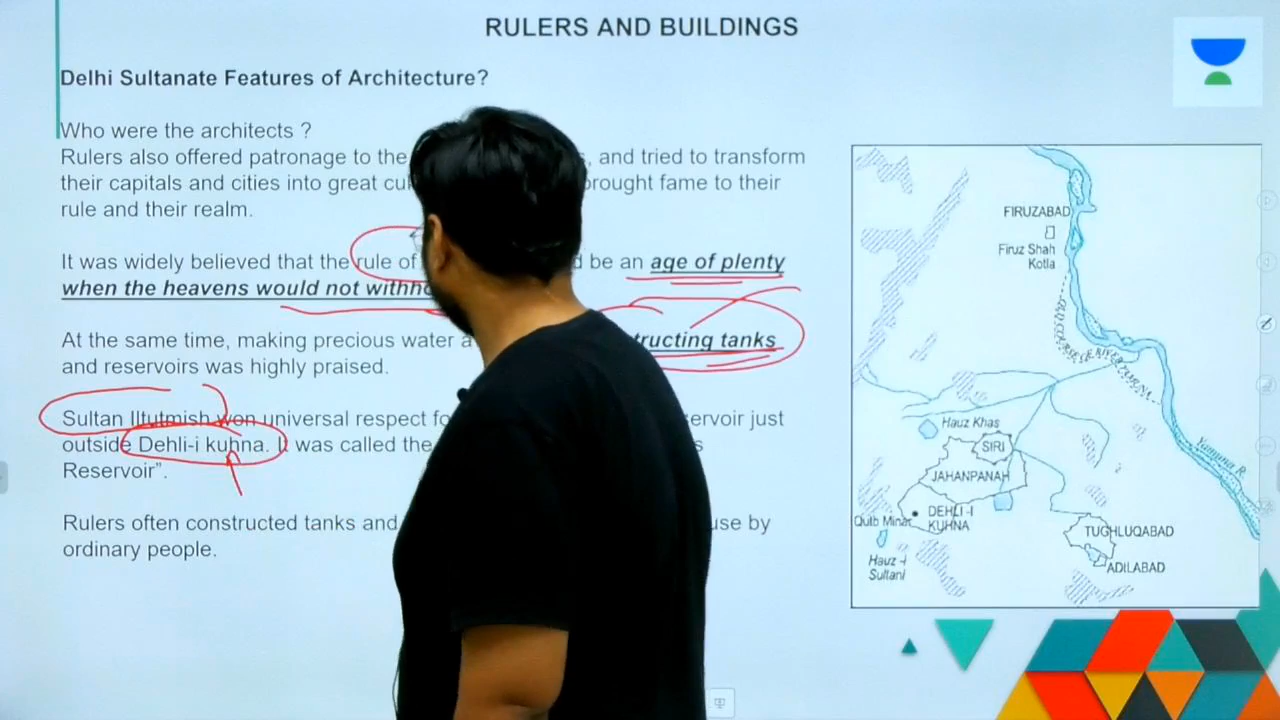 RULERS AND BUILDINGS
Delhi Sultanate Features of Architecture?
Who were the architects ?
Rulers also offered patronage to the , and tried to transform
their capitals and cities into great brought fame to their
rule and their realm.
It was widely believed that the rule of be an age of plenty
when the heavens would not
At the same time, making precious water tanks
and reservoirs was highly praised.
Sultan Iltutmish won universal respect just
outside Dehli-i kuhna. It was called the
Reservoir”.
Rulers often constructed tanks and use by
ordinary people.
FIRUZABAD
Firuz Shah
Kotla
OLD COURSE OF RIVER YAMUNA
Hauz Khas
SIRI
JAHANPANAH
Yamuna R.
Qutb Minar
DEHLI -I
KUHNA
TUGHLUQABAD
Hauz -i
Sultani
ADILABAD